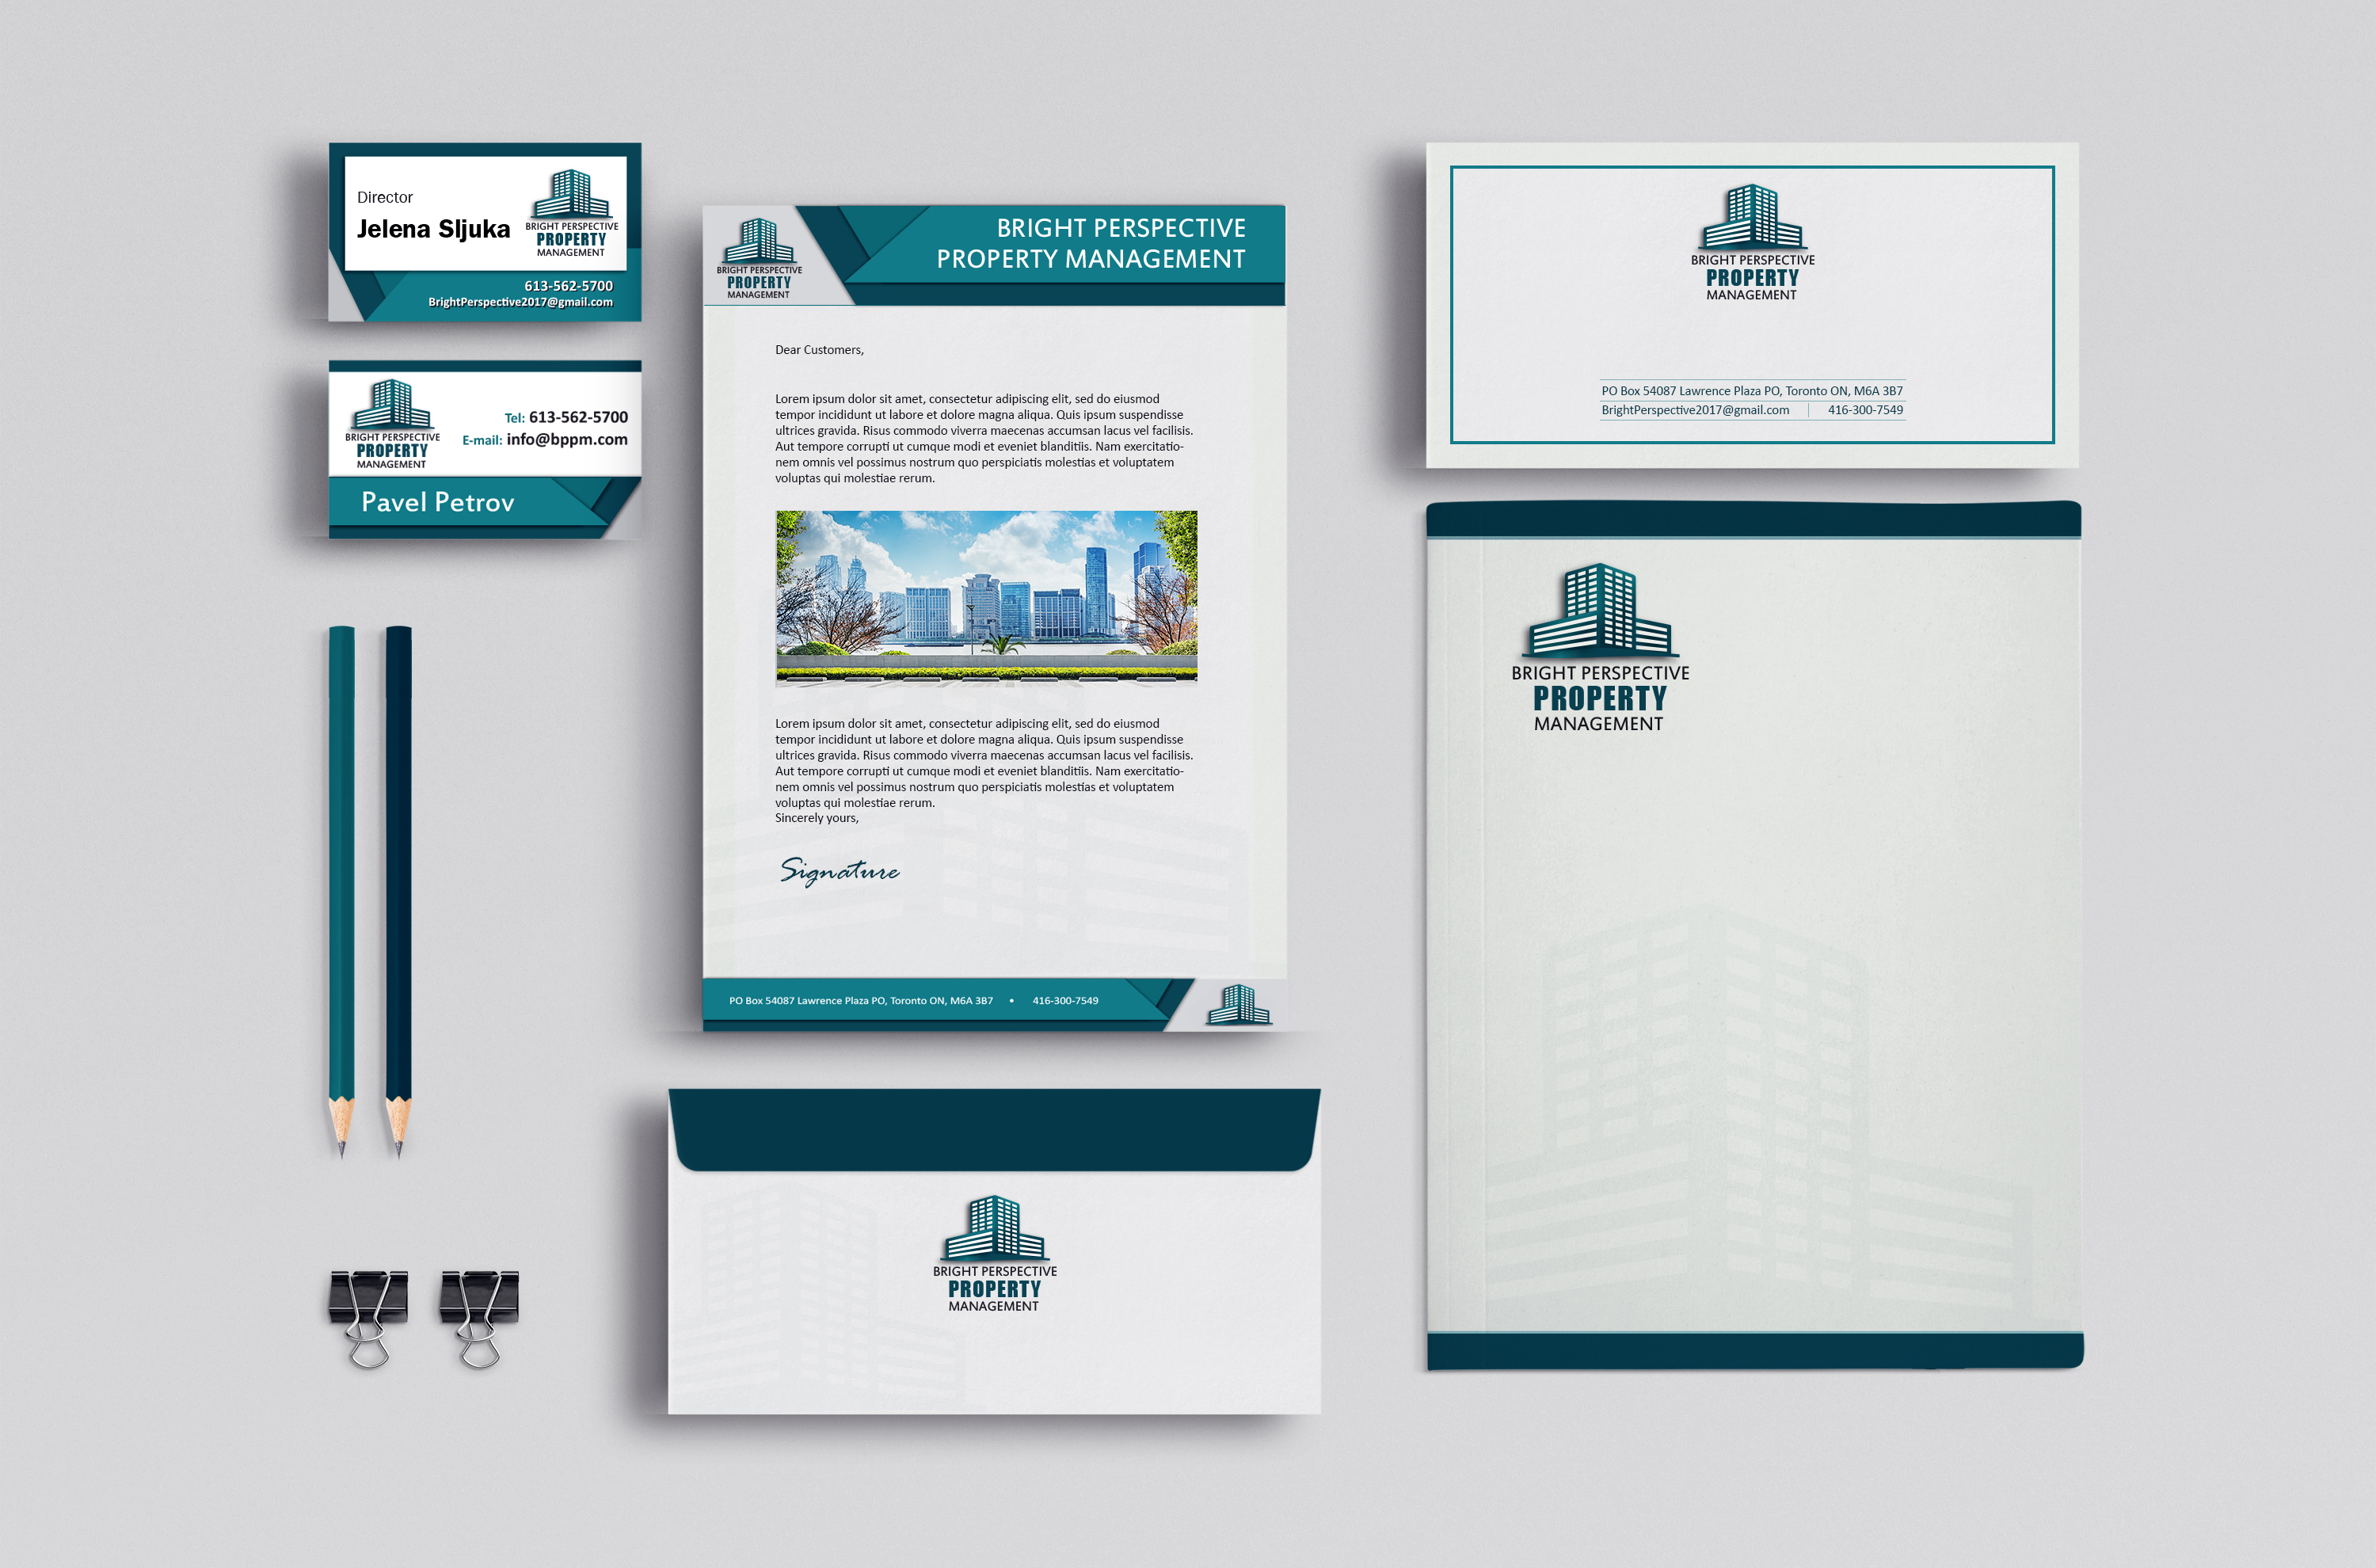 Director
Jelena Sljuka
BRIGHT PERSPECTIVE
PROPERTY
MANAGEMENT
613-562-5700
BrightPerspective2017@gmail.com
BRIGHT PERSPECTIVE
PROPERTY
MANAGEMENT
Tel: 613-562-5700
E-mail: info@bppm.com
Pavel Petrov
BRIGHT PERSPECTIVE
PROPERTY
MANAGEMENT
BRIGHT PERSPECTIVE
PROPERTY MANAGEMENT
Dear Customers,
Lorem ipsum dolor sit amet, consectetur adipiscing elit, sed do eiusmod
tempor incididunt ut labore et dolore magna aliqua. Quis ipsum suspendisse
ultrices gravida. Risus commodo viverra maecenas accumsan lacus vel facilisis.
Aut tempore corrupti ut cumque modi et eveniet blanditiis. Nam exercitatio-
nem omnis vel possimus nostrum quo perspiciatis molestias et voluptatem
voluptas qui molestiae rerum.
Lorem ipsum dolor sit amet, consectetur adipiscing elit, sed do eiusmod
tempor incididunt ut labore et dolore magna aliqua. Quis ipsum suspendisse
ultrices gravida. Risus commodo viverra maecenas accumsan lacus vel facilisis.
Aut tempore corrupti ut cumque modi et eveniet blanditiis. Nam exercitatio-
nem omnis vel possimus nostrum quo perspiciatis molestias et voluptatem
voluptas qui molestiae rerum.
Sincerely yours,
Signature
PO Box 54087 Lawrence Plaza PO, Toronto ON, M6A 3B7 • 416-300-7549
BRIGHT PERSPECTIVE
PROPERTY
MANAGEMENT
BRIGHT PERSPECTIVE
PROPERTY
MANAGEMENT
PO Box 54087 Lawrence Plaza PO, Toronto ON, M6A 3B7
BrightPerspective2017@gmail.com | 416-300-7549
BRIGHT PERSPECTIVE
PROPERTY
MANAGEMENT